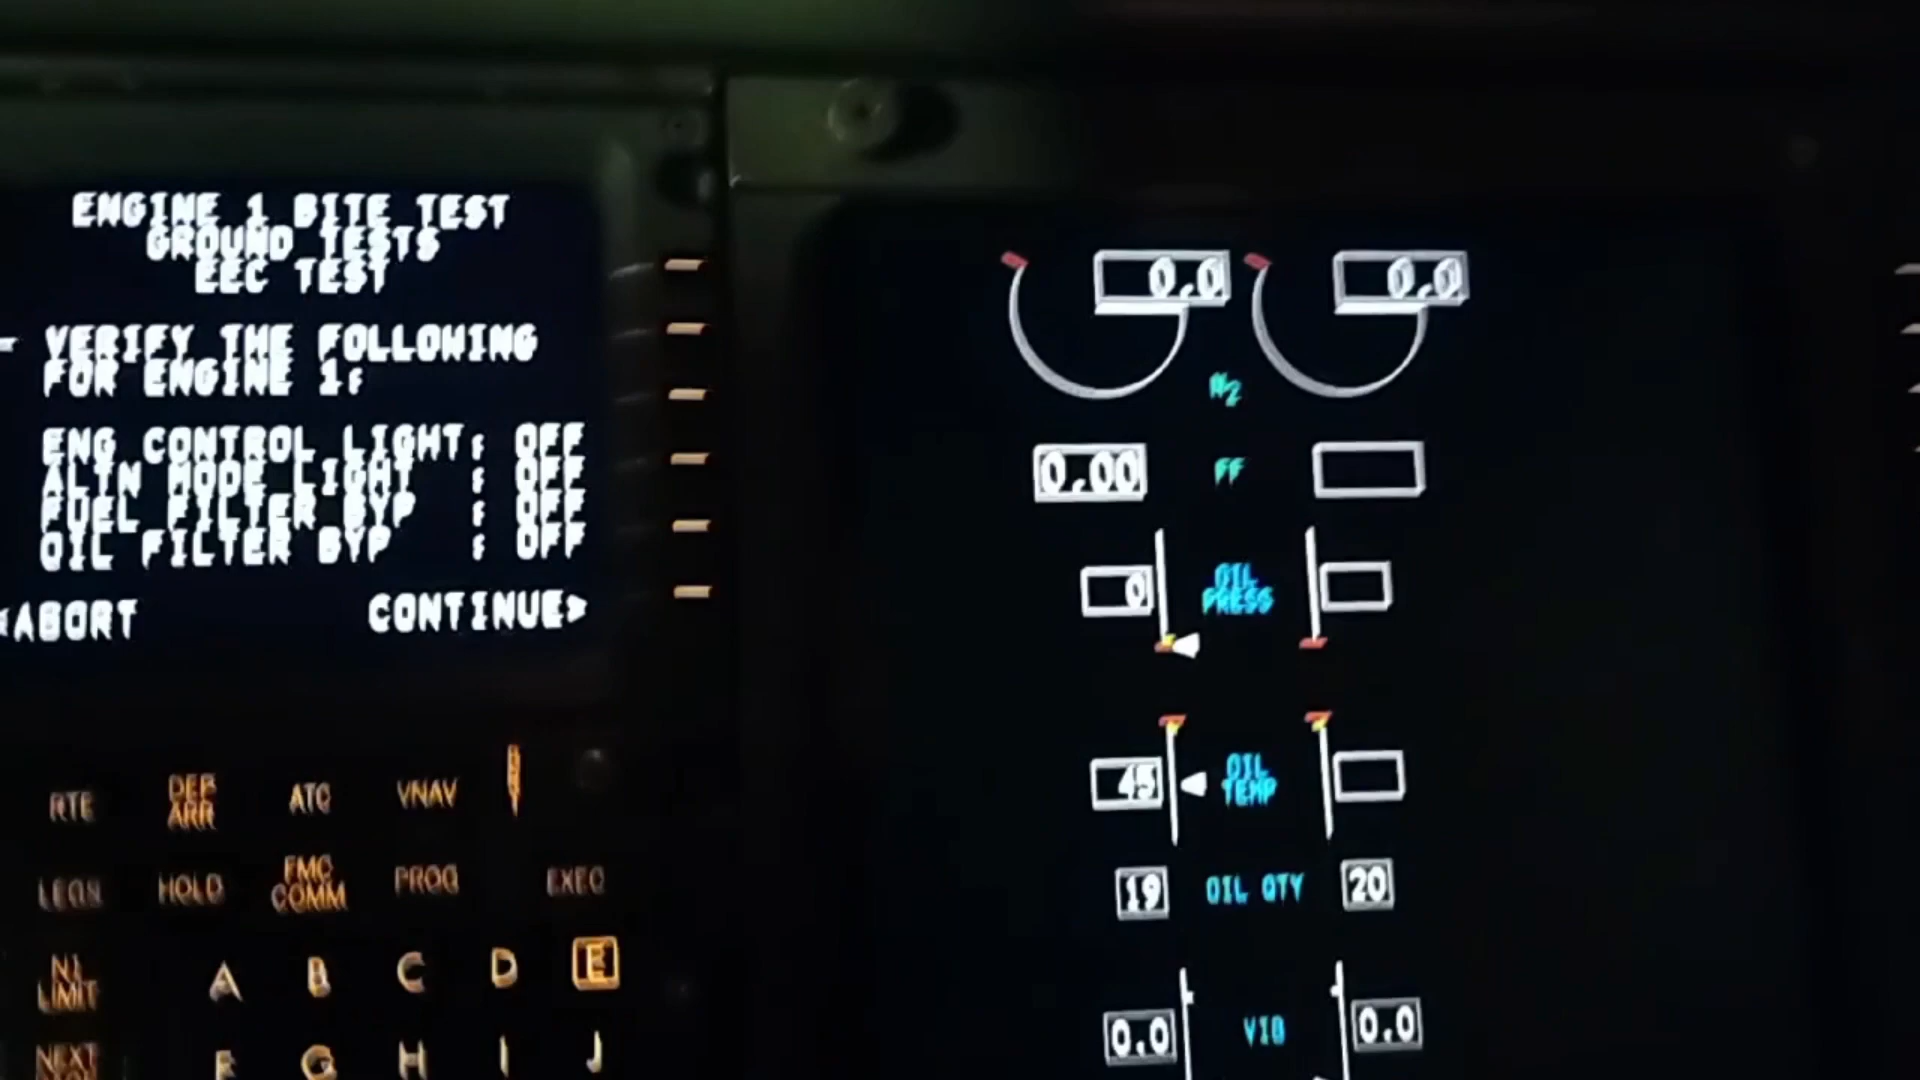 ENGINE 1 BITE TEST
GROUND TESTS
EEC TEST
VERIFY THE FOLLOWING
FOR ENGINE 1:
ENG CONTROL LIGHT: OFF
ALTN MODE LIGHT : OFF
FUEL FILTER BYP : OFF
OIL FILTER BYP : OFF
<ABORT CONTINUE>
RTE DEP ARR ATC VNAV
LEGS HOLD FMC COMM PROG EXEC
N1 LIMIT A B C D E
NEXT F G H I J
0.0 0.0
N2
0.00 FF
0 OIL PRESS
45 OIL TEMP
19 OIL QTY 20
0.0 VIB 0.0